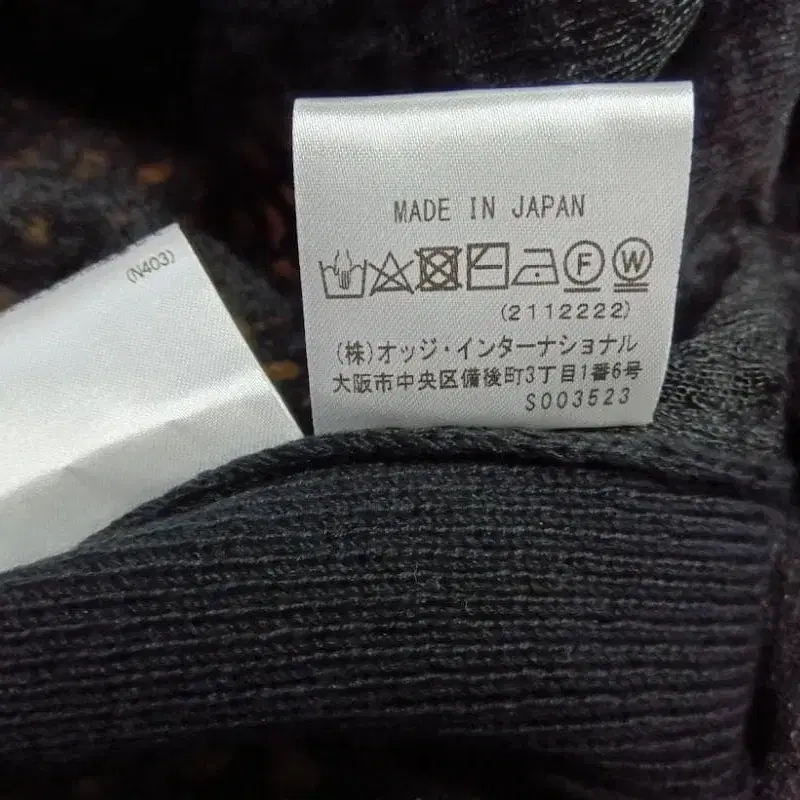 (N403)
MADE IN JAPAN
F W
(2112222)
(株)オッジ・インターナショナル
大阪市中央区備後町3丁目1番6号
S003523